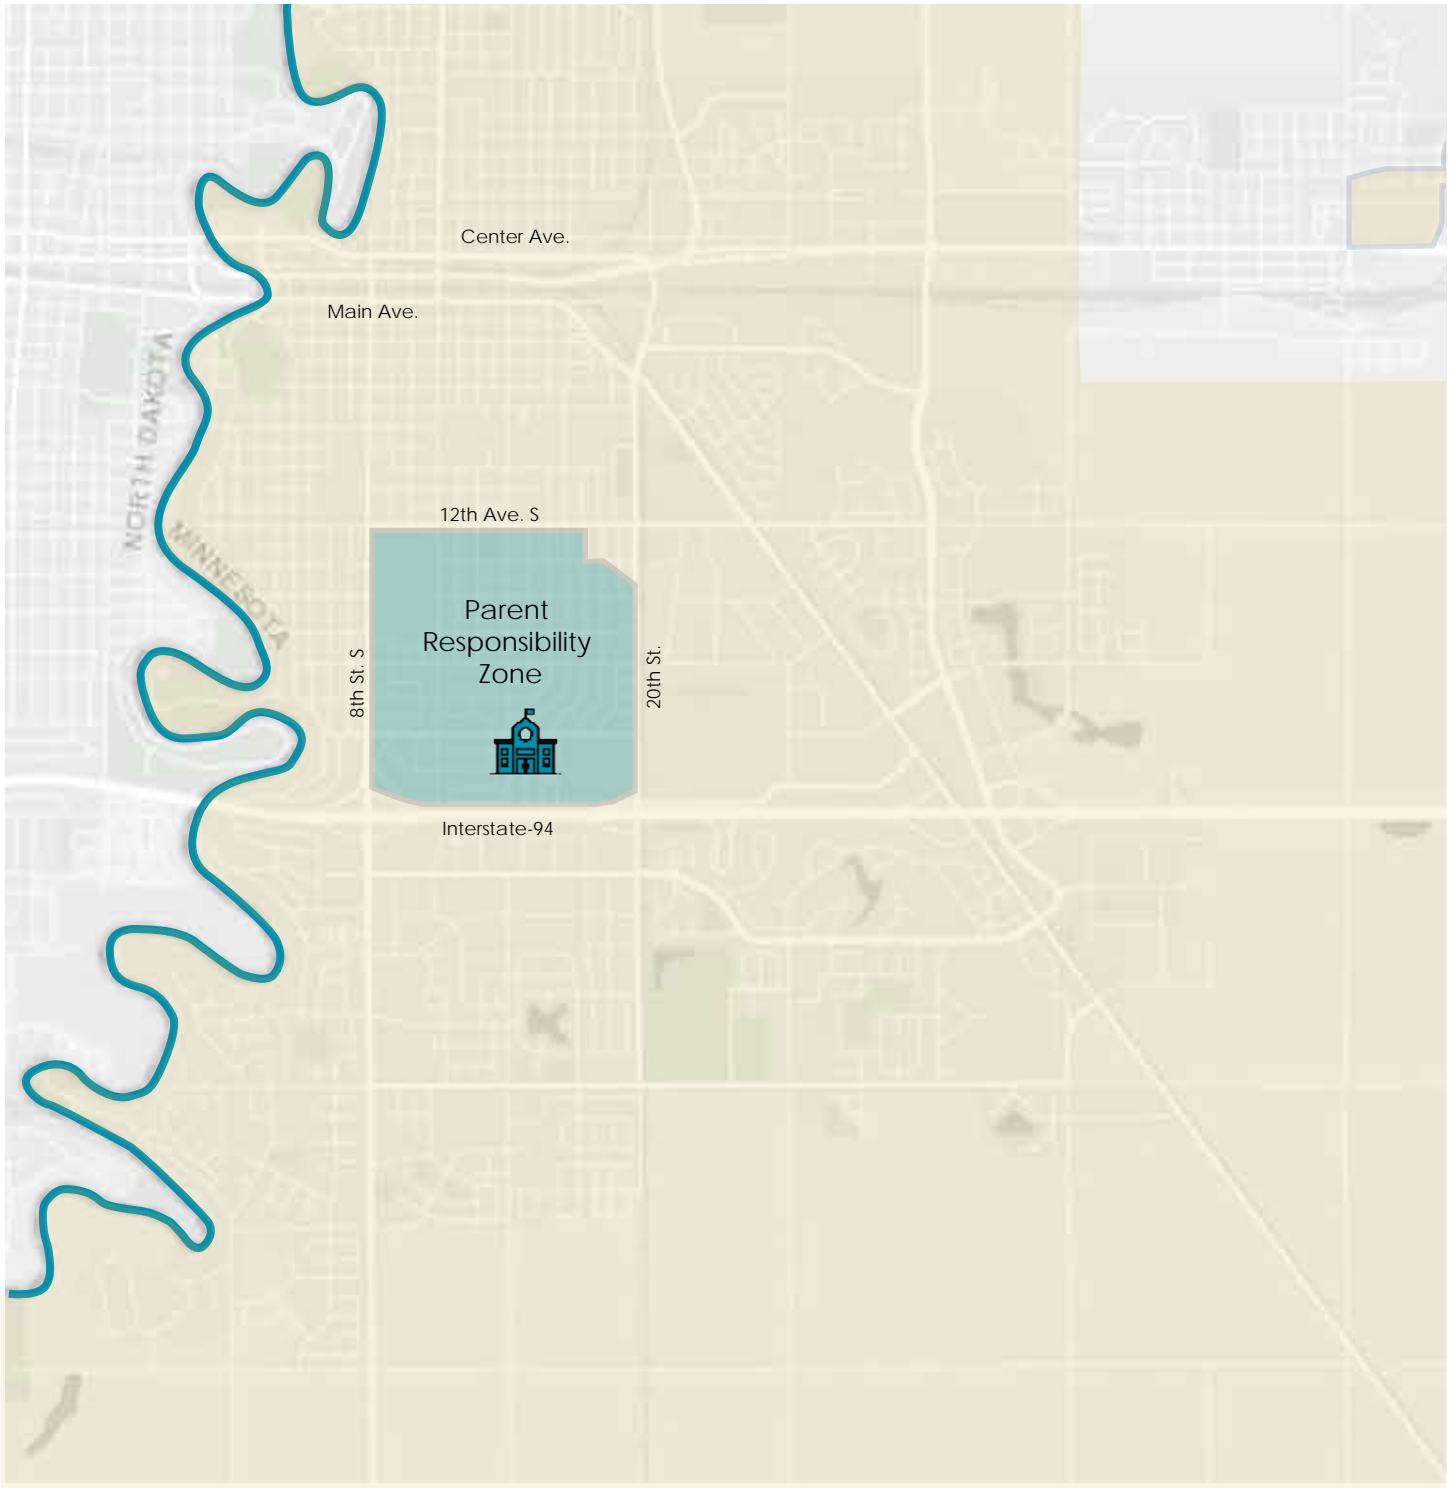 Center Ave.
Main Ave.
NORTH DAKOTA
MINNESOTA
12th Ave. S
Parent
Responsibility
Zone
8th St. S
20th St.
Interstate-94